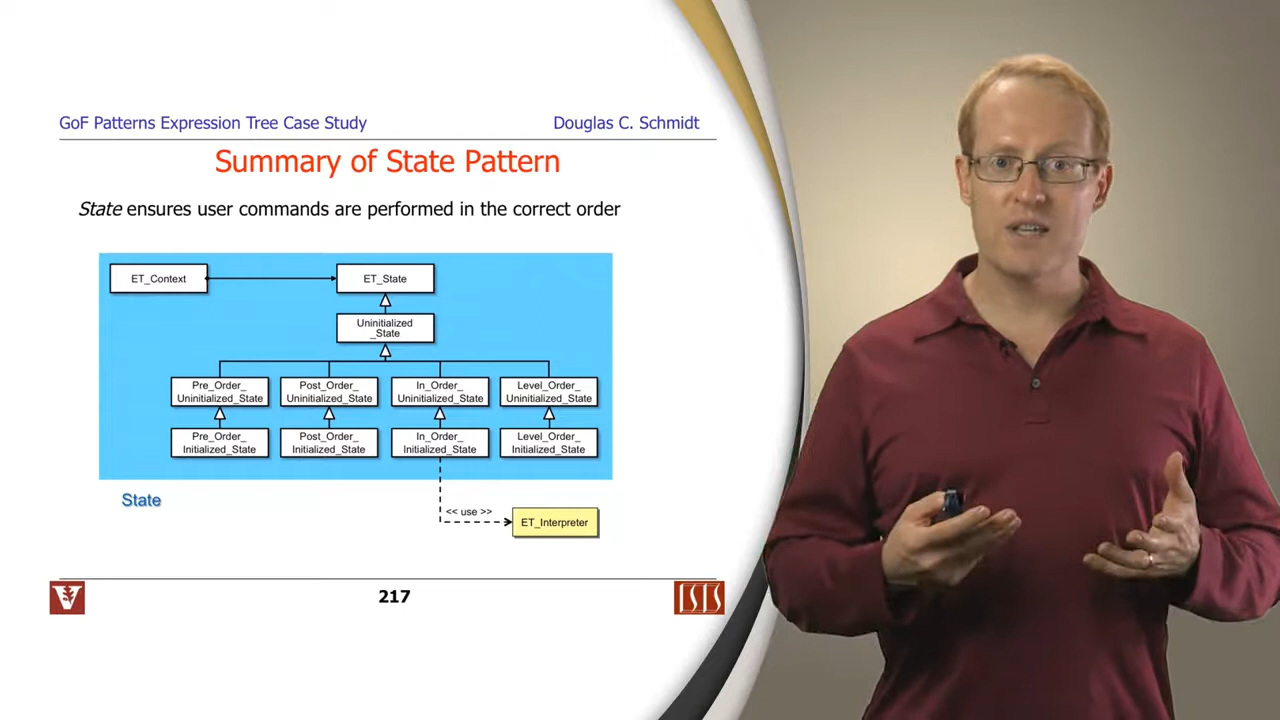 GoF Patterns Expression Tree Case Study
Douglas C. Schmidt
Summary of State Pattern
State ensures user commands are performed in the correct order
ET_Context
ET_State
Uninitialized
_State
Pre_Order_
Uninitialized_State
Post_Order_
Uninitialized_State
In_Order_
Uninitialized_State
Level_Order_
Uninitialized_State
Pre_Order_
Initialized_State
Post_Order_
Initialized_State
In_Order_
Initialized_State
Level_Order_
Initialized_State
State
<< use >>
ET_Interpreter
V
217
ISIS